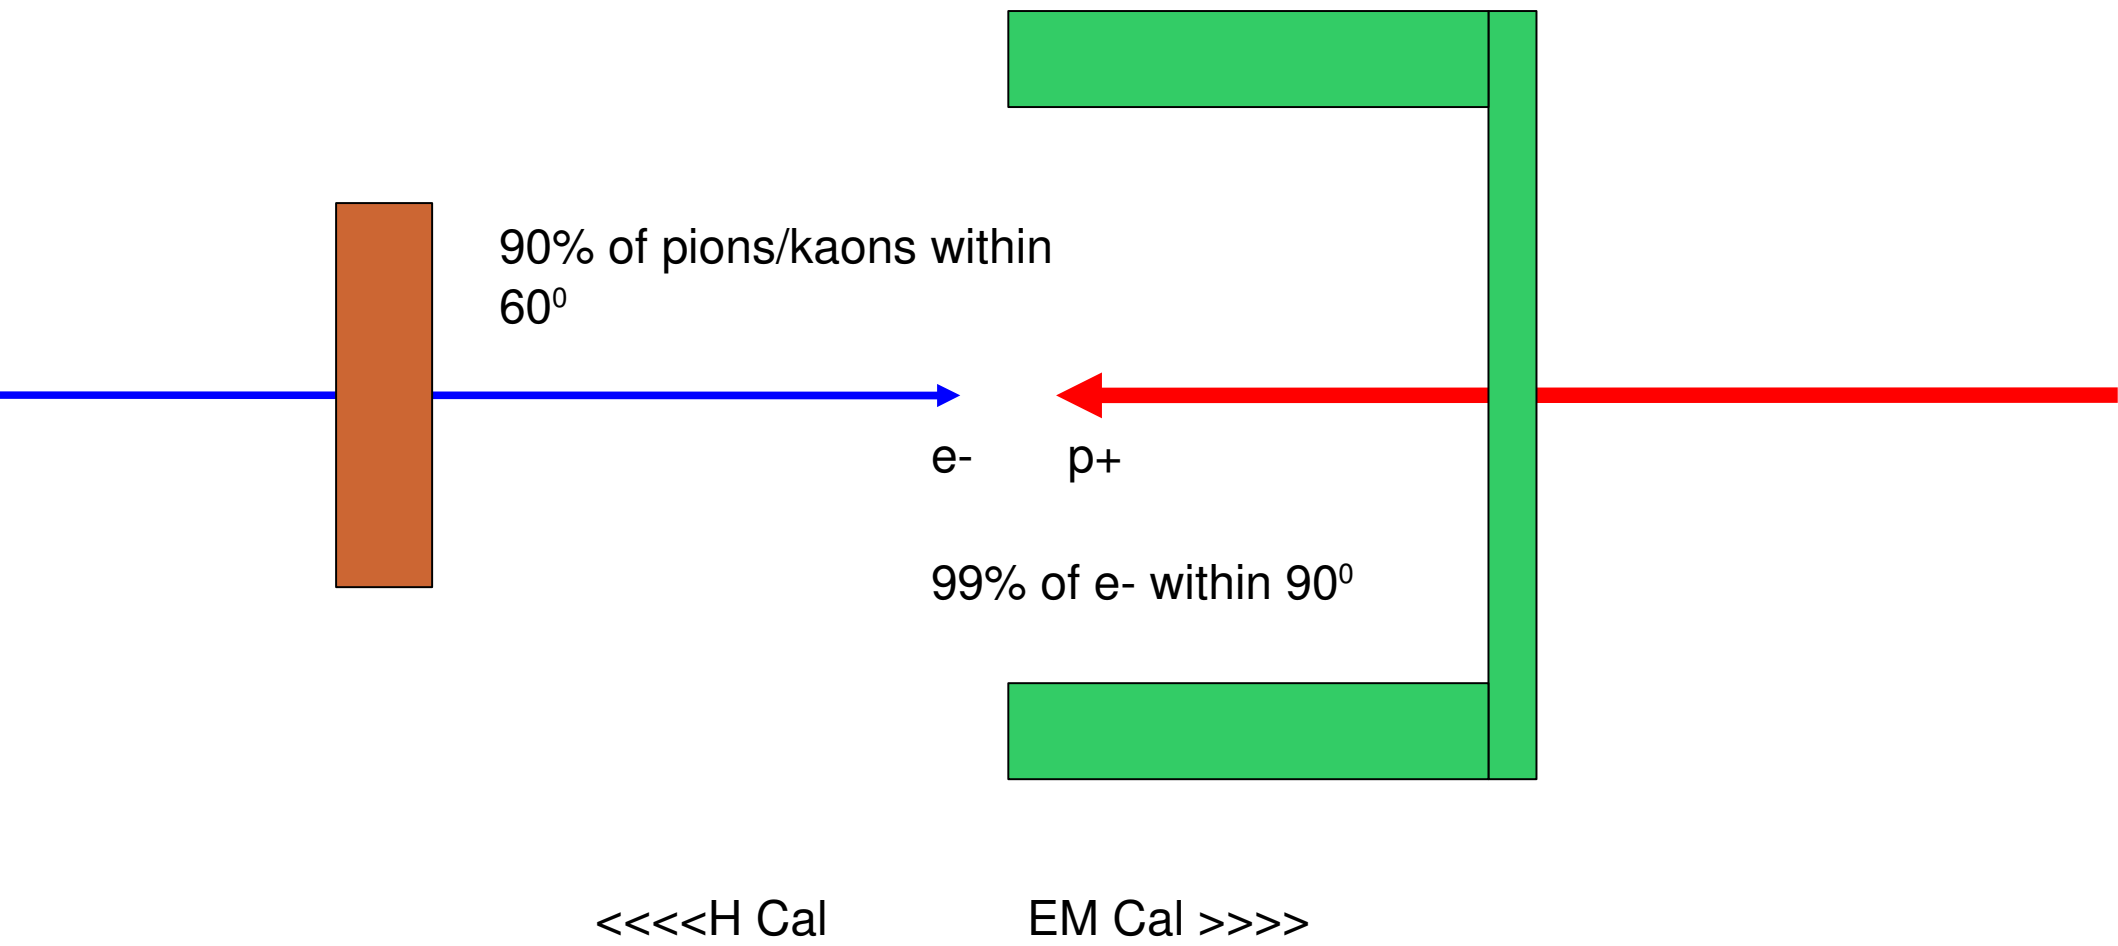 90% of pions/kaons within
60⁰
e- p+
99% of e- within 90⁰
<<<<H Cal EM Cal >>>>